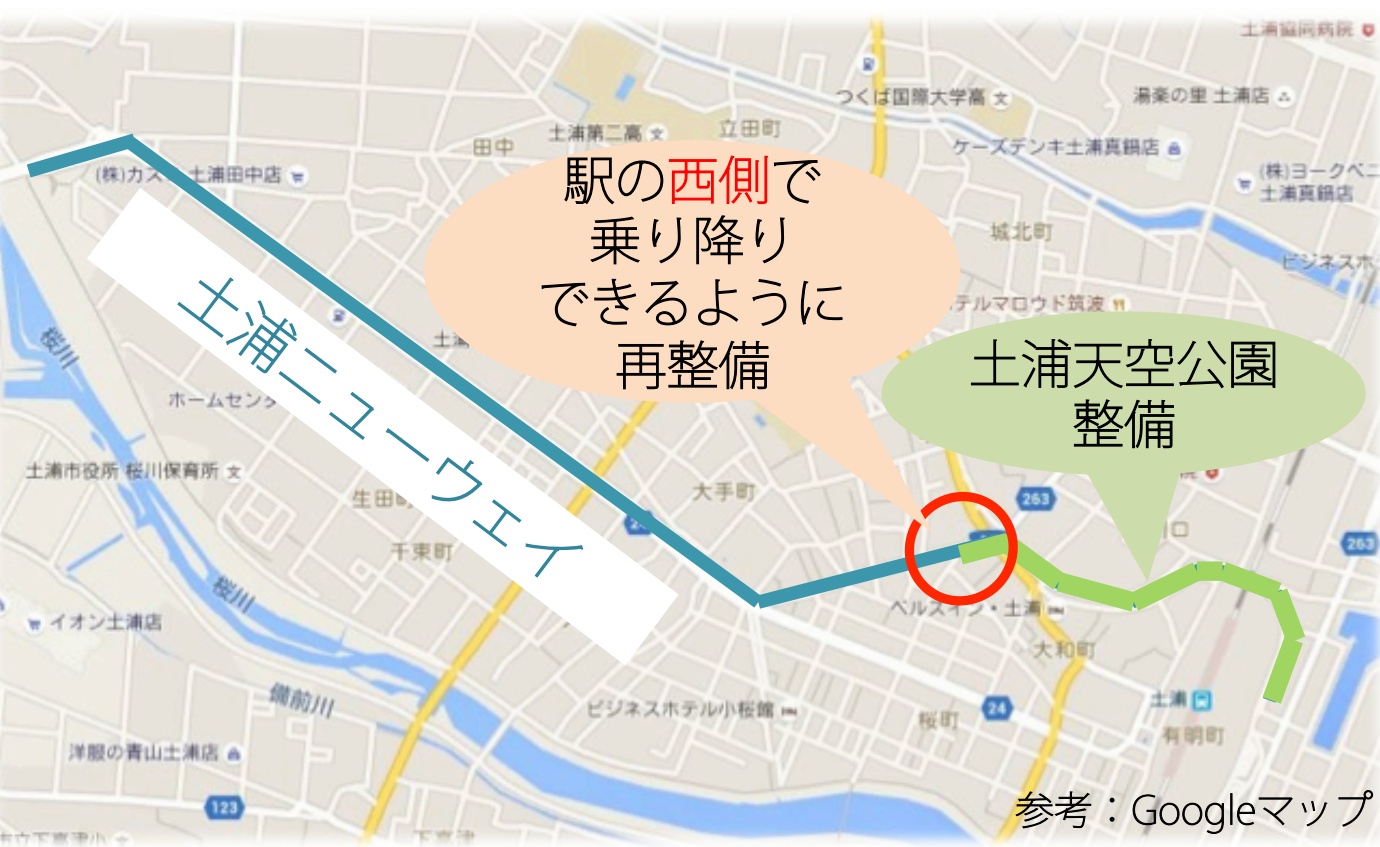 土浦協同病院
つくば国際大学高
湯楽の里 土浦店
土浦第二高
立田町
田中
ケーズデンキ土浦真鍋店
(株)カス
土浦田中店
(株)ヨークベニ
土浦真鍋店
駅の西側で
乗り降り
できるように
再整備
城北町
ビジネスホ
テルマロウド筑波
桜川
土浦ニューウェイ
土浦天空公園
整備
ホームセンタ
土浦市役所 桜川保育所
生田
大手町
263
千東町
263
桜川
ベルズイン・土浦
イオン土浦店
大和町
備前川
ビジネスホテル小桜館
桜町
24
土浦
有明町
洋服の青山土浦店
123
参考：Googleマップ
下高津
市立下高津小